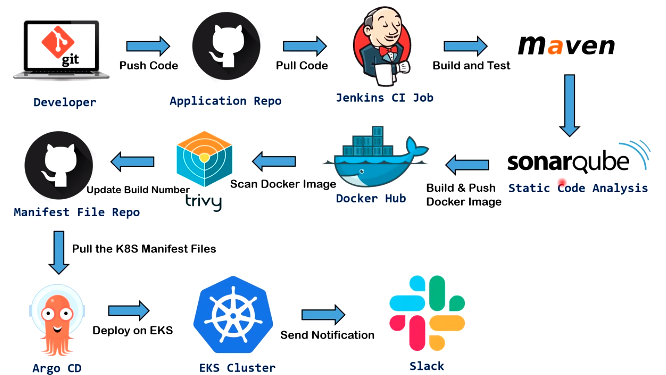 git
Push Code
Pull Code
Build and Test
maven
Developer
Application Repo
Jenkins CI Job
sonarqube
Static Code Analysis
Build & Push
Docker Image
Docker Hub
Scan Docker Image
trivy
Update Build Number
Manifest File Repo
Pull the K8S Manifest Files
Deploy on EKS
Send Notification
Argo CD
EKS Cluster
Slack